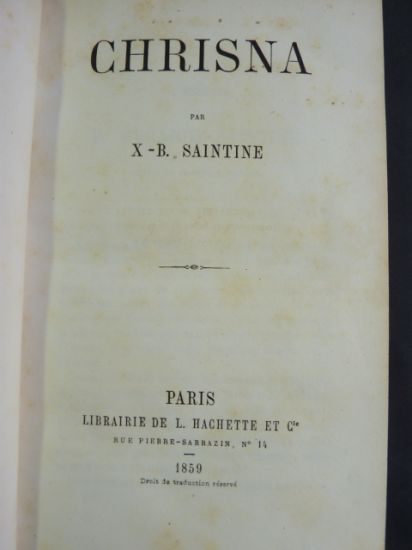 CHRISNA
PAR
X-B. SAINTINE
PARIS
LIBRAIRIE DE L. HACHETTE ET Cie
RUE PIERRE-SARRAZIN, N° 14
1859
Droit de traduction réservé